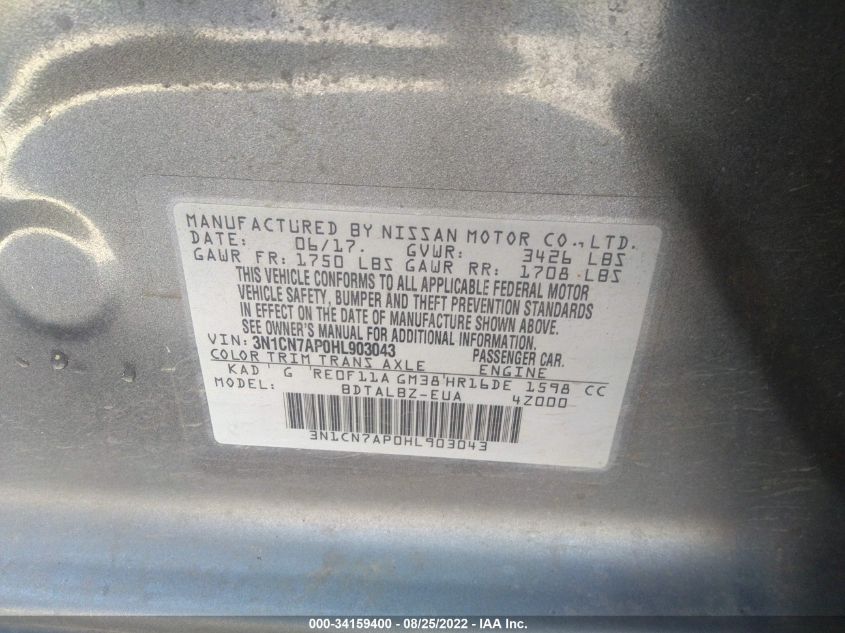 MANUFACTURED BY NISSAN MOTOR CO., LTD.
DATE: 06/17. GVWR: 3426 LBS
GAWR FR: 1750 LBS GAWR RR: 1708 LBS
THIS VEHICLE CONFORMS TO ALL APPLICABLE FEDERAL MOTOR
VEHICLE SAFETY, BUMPER AND THEFT PREVENTION STANDARDS
IN EFFECT ON THE DATE OF MANUFACTURE SHOWN ABOVE.
SEE OWNER'S MANUAL FOR ADDITIONAL INFORMATION.
VIN: 3N1CN7AP0HL903043 PASSENGER CAR.
COLOR TRIM TRANS AXLE ENGINE
KAD G RE0F11A GM38 HR16DE 1598 CC
MODEL: BDTALBZ-EUA 4Z000
3N1CN7AP0HL903043
000-34159400 - 08/25/2022 - IAA Inc.